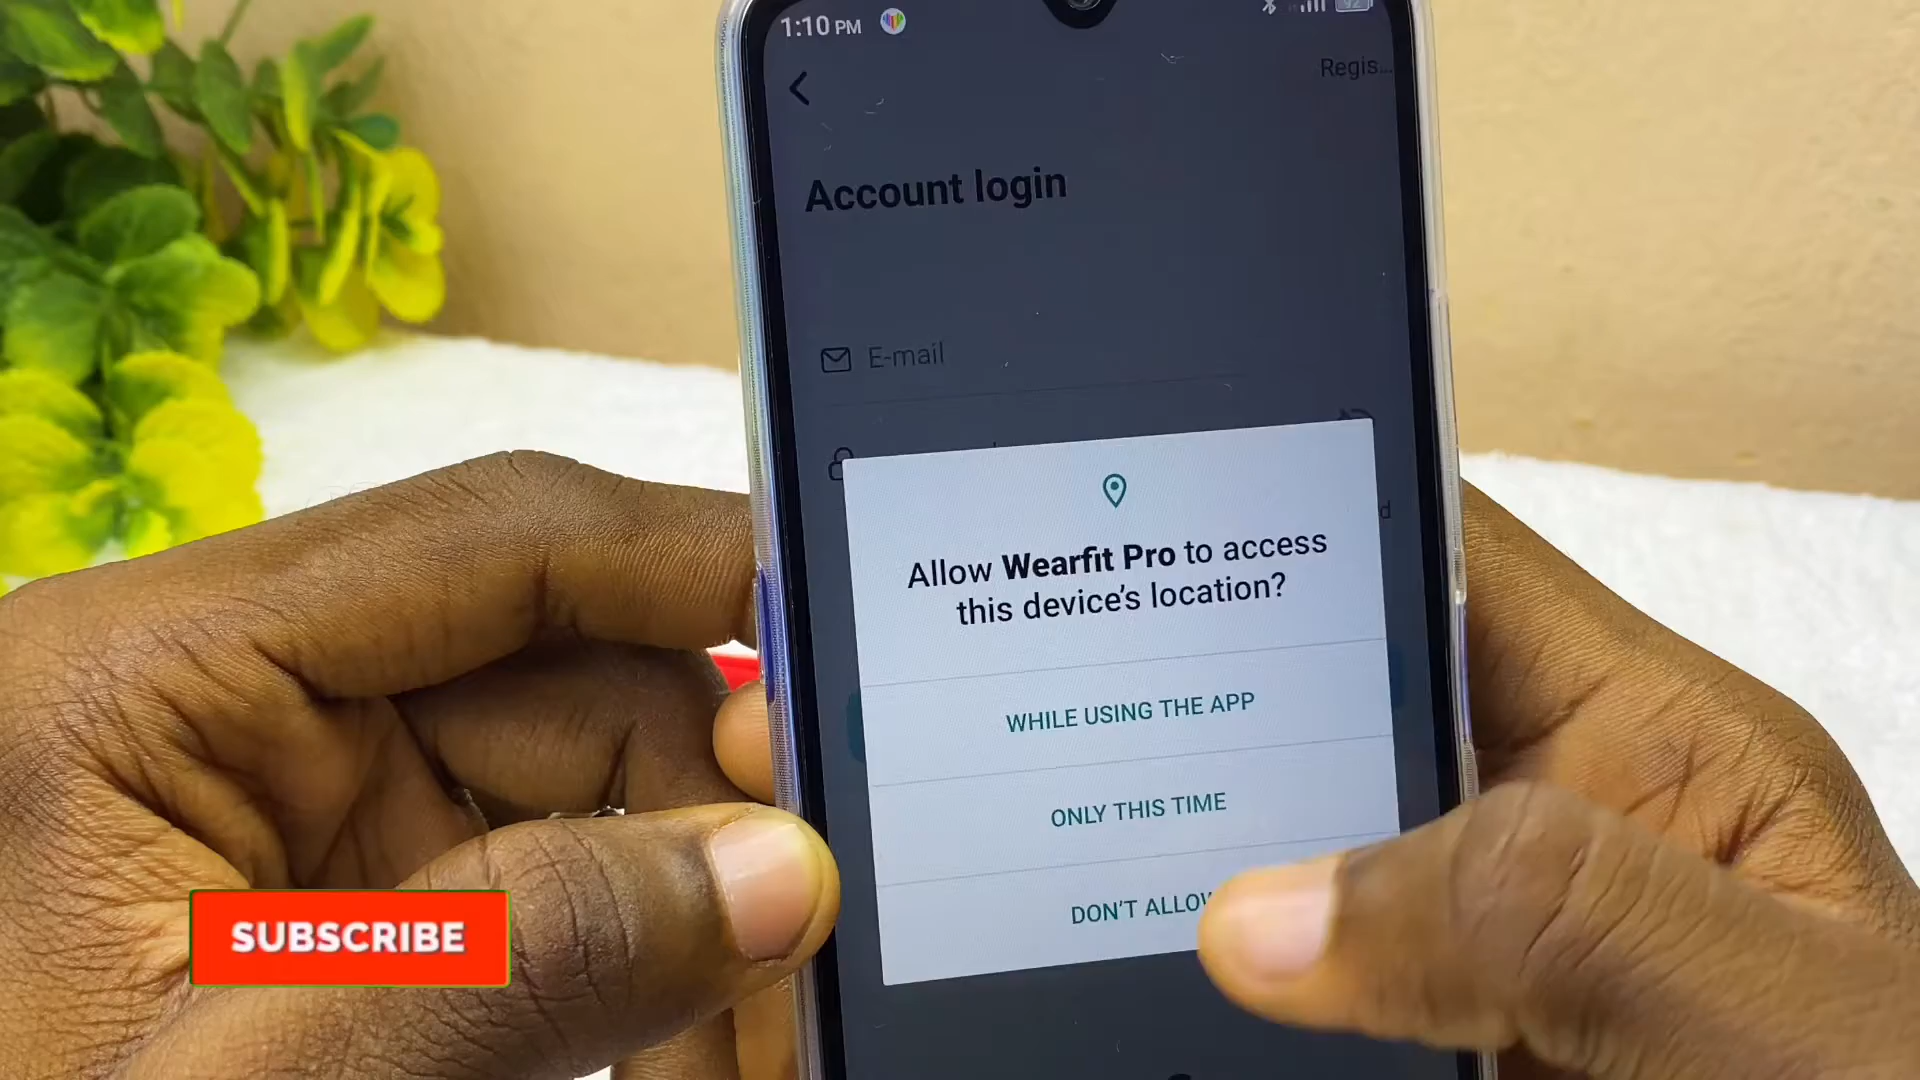 1:10 PM
92
Regis...
Account login
E-mail
d
Allow Wearfit Pro to access
this device's location?
WHILE USING THE APP
ONLY THIS TIME
DON'T ALLOW
SUBSCRIBE